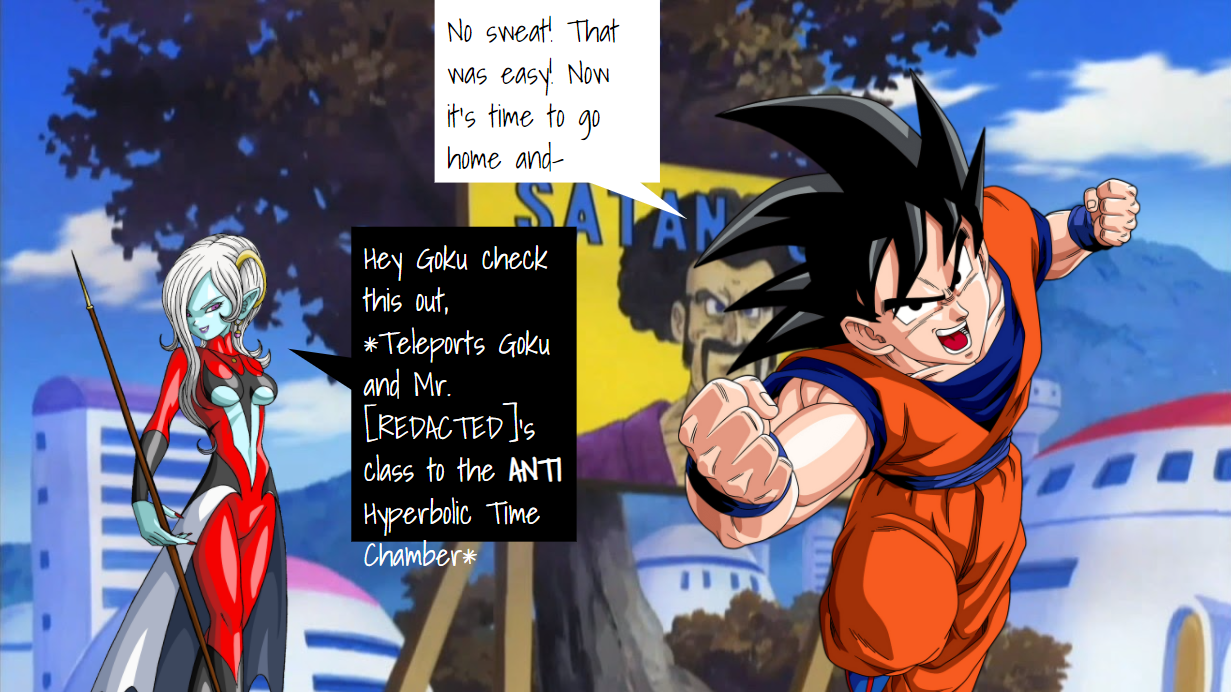 No sweat! That
was easy! Now
it's time to go
home and-
SATAN
Hey Goku check
this out,
*Teleports Goku
and Mr.
[REDACTED]'s
class to the ANTI
Hyperbolic Time
Chamber*